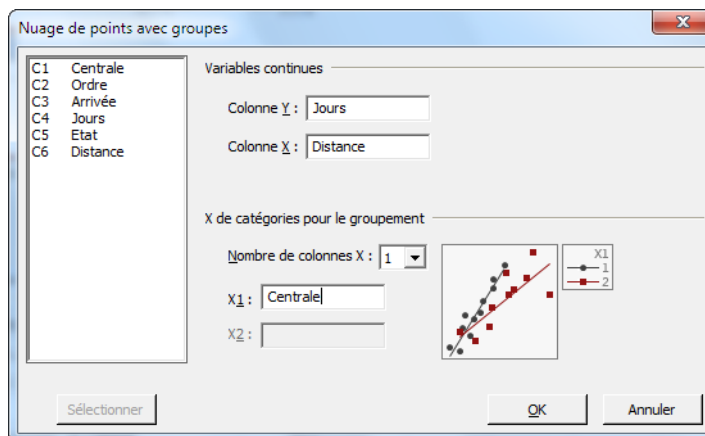 Nuage de points avec groupes
C1 Centrale
C2 Ordre
C3 Arrivée
C4 Jours
C5 Etat
C6 Distance
Variables continues
Colonne Y : Jours
Colonne X : Distance
X de catégories pour le groupement
Nombre de colonnes X : 1
X1 : Centrale
X2 :
X1
1
2
Sélectionner
OK
Annuler